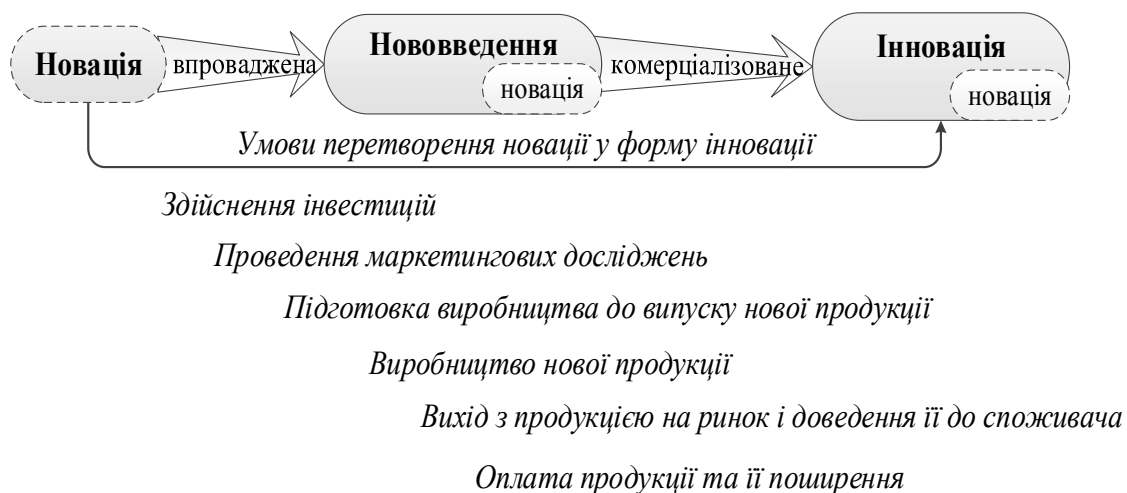 Новація
впроваджена
Нововведення
новація
комерціалізоване
Інновація
новація
Умови перетворення новації у форму інновації
Здійснення інвестицій
Проведення маркетингових досліджень
Підготовка виробництва до випуску нової продукції
Виробництво нової продукції
Вихід з продукцією на ринок і доведення її до споживача
Оплата продукції та її поширення